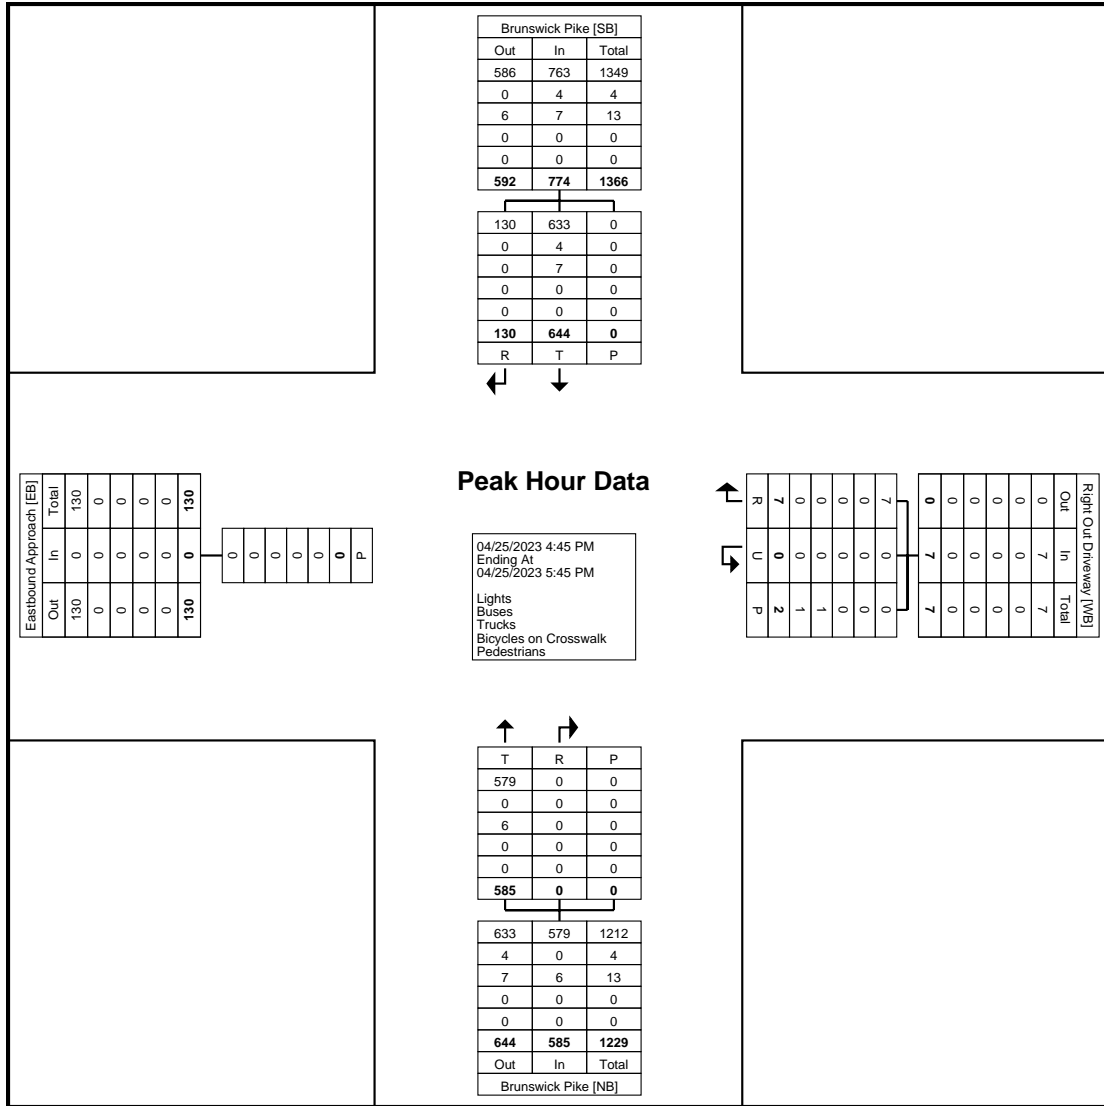 Brunswick Pike [SB]
Out In Total
586 763 1349
0 4 4
6 7 13
0 0 0
0 0 0
592 774 1366
130 633 0
0 4 0
0 7 0
0 0 0
0 0 0
130 644 0
R T P
Eastbound Approach [EB]
Total In Out
130 0 130
0 0 0
0 0 0
0 0 0
0 0 0
130 0 130
0
0
0
0
0
0
P
Peak Hour Data
04/25/2023 4:45 PM
Ending At
04/25/2023 5:45 PM
Lights
Buses
Trucks
Bicycles on Crosswalk
Pedestrians
Right Out Driveway [WB]
Out In Total
0 7 7
0 0 0
0 0 0
0 0 0
0 0 0
0 7 7
7 0 0
0 0 0
0 0 0
0 0 1
0 0 1
7 0 2
R U P
T R P
579 0 0
0 0 0
6 0 0
0 0 0
0 0 0
585 0 0
633 579 1212
4 0 4
7 6 13
0 0 0
0 0 0
644 585 1229
Out In Total
Brunswick Pike [NB]